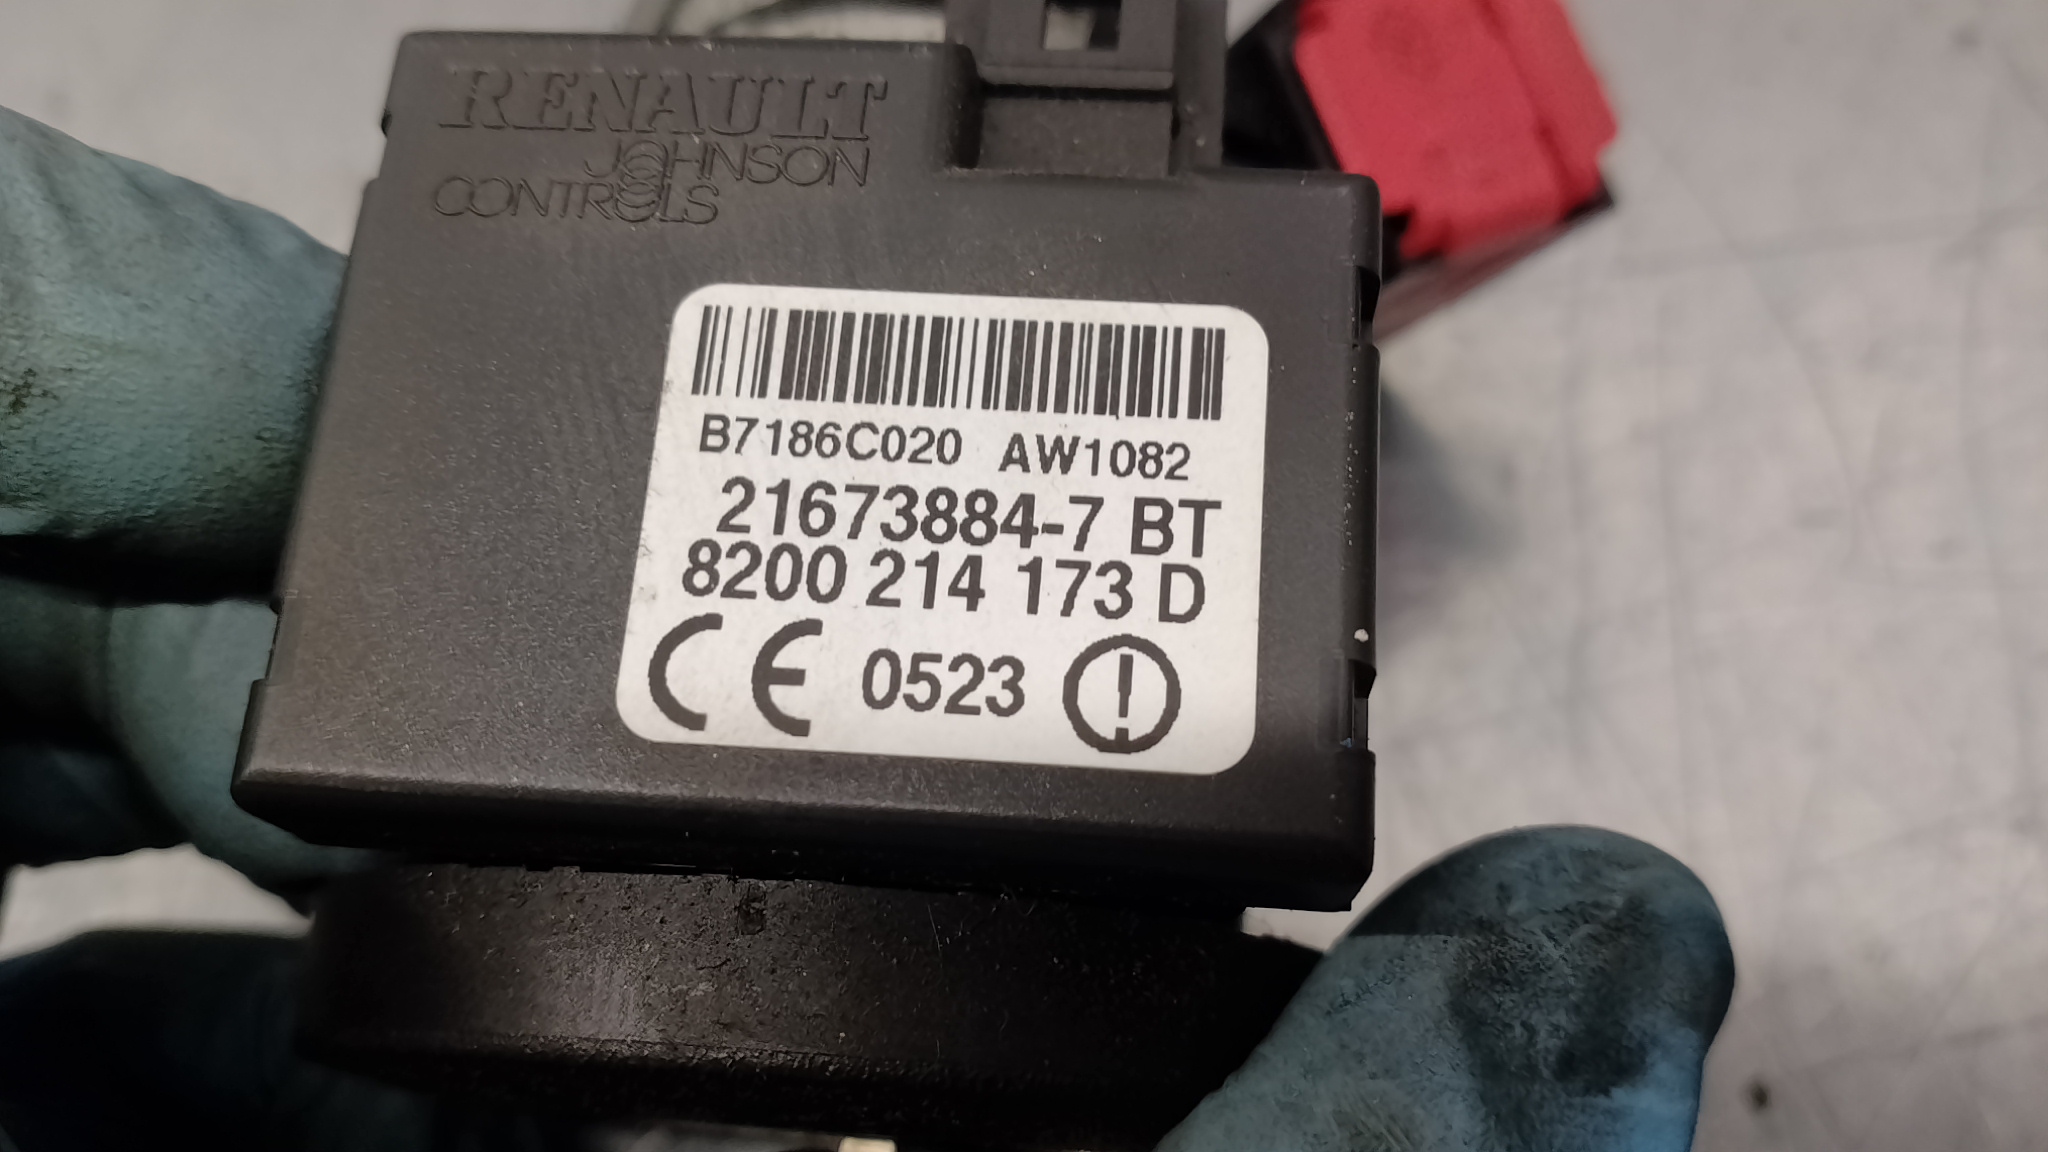 RENAULT
JOHNSON
CONTROLS
B7186C020 AW1082
21673884-7 BT
8200 214 173 D
CE 0523